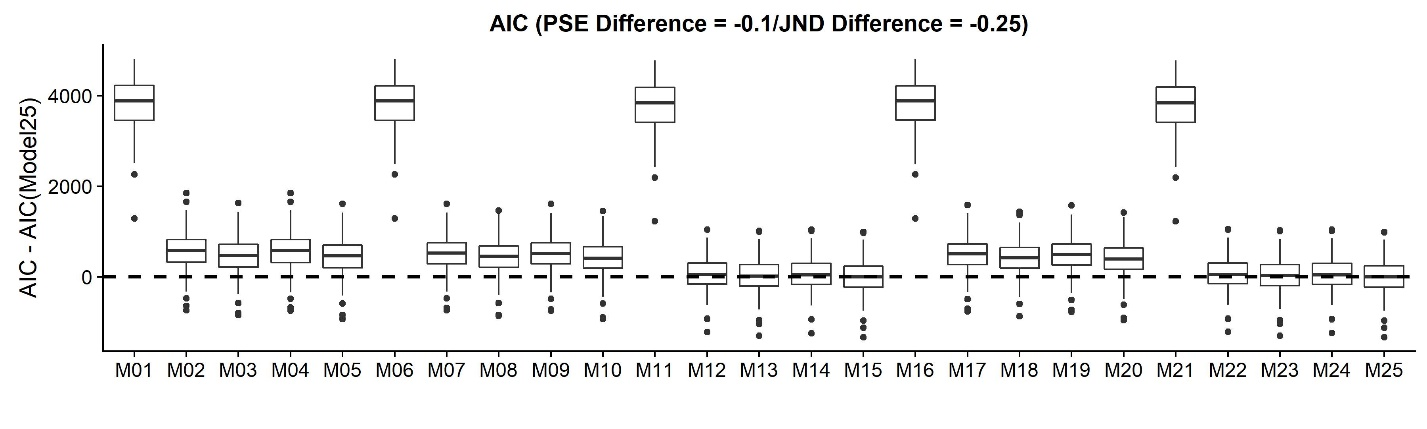 AIC (PSE Difference = -0.1/JND Difference = -0.25)
AIC - AIC(Model25)
4000
2000
0
M01 M02 M03 M04 M05 M06 M07 M08 M09 M10 M11 M12 M13 M14 M15 M16 M17 M18 M19 M20 M21 M22 M23 M24 M25